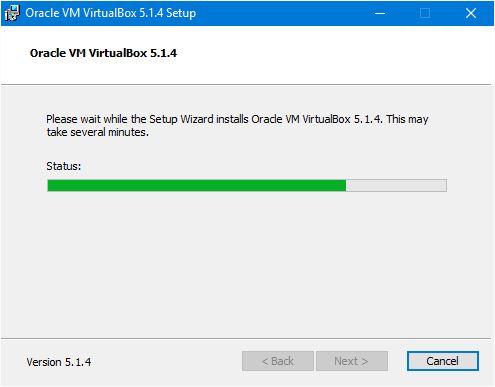 Oracle VM VirtualBox 5.1.4 Setup
Oracle VM VirtualBox 5.1.4
Please wait while the Setup Wizard installs Oracle VM VirtualBox 5.1.4. This may
take several minutes.
Status:
Version 5.1.4
< Back
Next >
Cancel